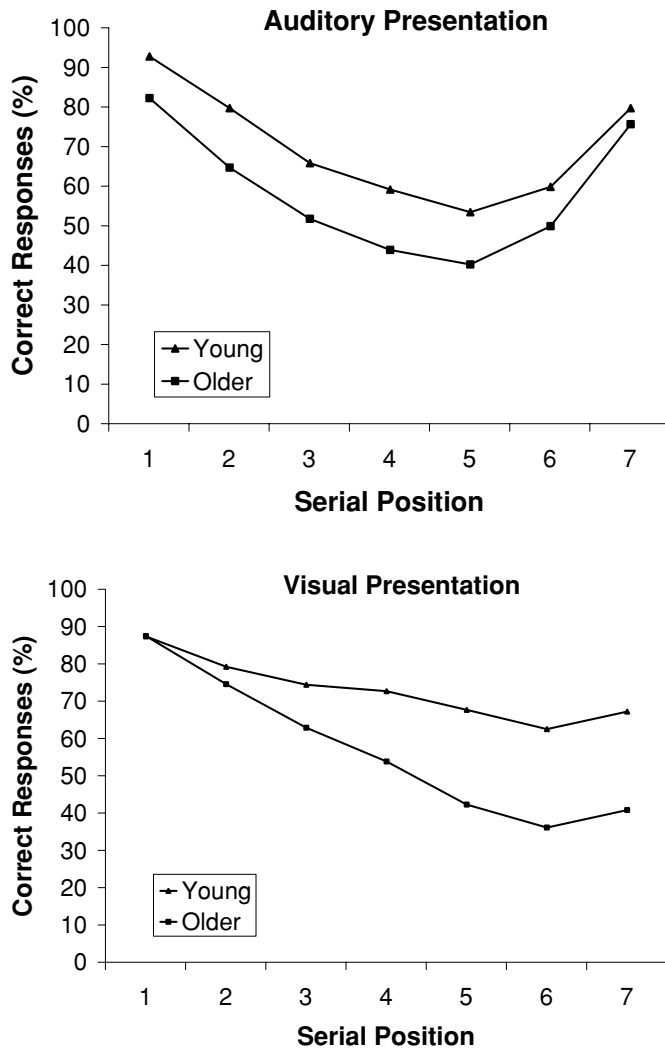 Auditory Presentation
Correct Responses (%)
100
90
80
70
60
50
40
30
20
10
0
Young
Older
1 2 3 4 5 6 7
Serial Position
Visual Presentation
Correct Responses (%)
100
90
80
70
60
50
40
30
20
10
0
Young
Older
1 2 3 4 5 6 7
Serial Position